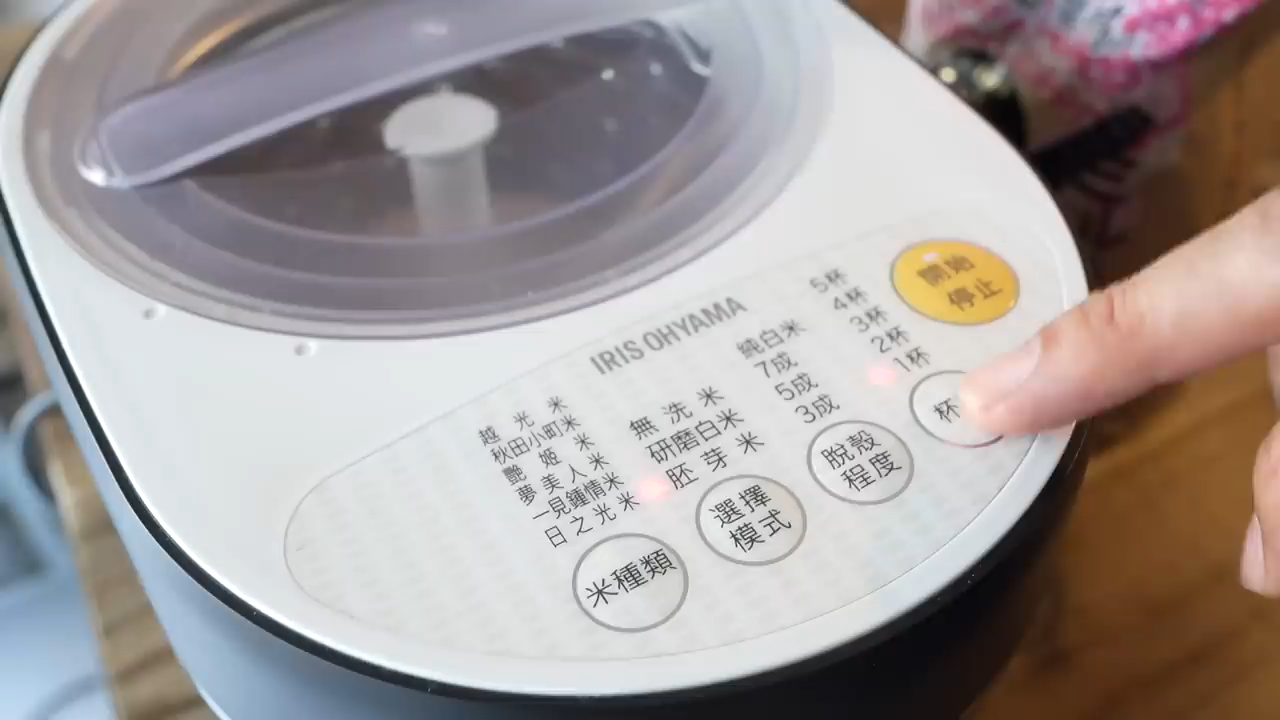 IRIS OHYAMA
越光米
秋田小町米
艷姬米
夢美人米
一見鍾情米
日之光米
米種類
無洗米
研磨白米
胚芽米
選擇
模式
純白米
7成
5成
3成
脫殼
程度
5杯
4杯
3杯
2杯
1杯
杯
開始
停止